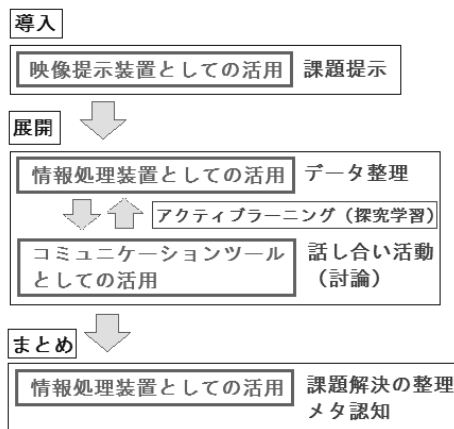 導入
映像提示装置としての活用 課題提示
展開
情報処理装置としての活用 データ整理
アクティブラーニング（探究学習）
コミュニケーションツール
としての活用
話し合い活動
（討論）
まとめ
情報処理装置としての活用
課題解決の整理
メタ認知